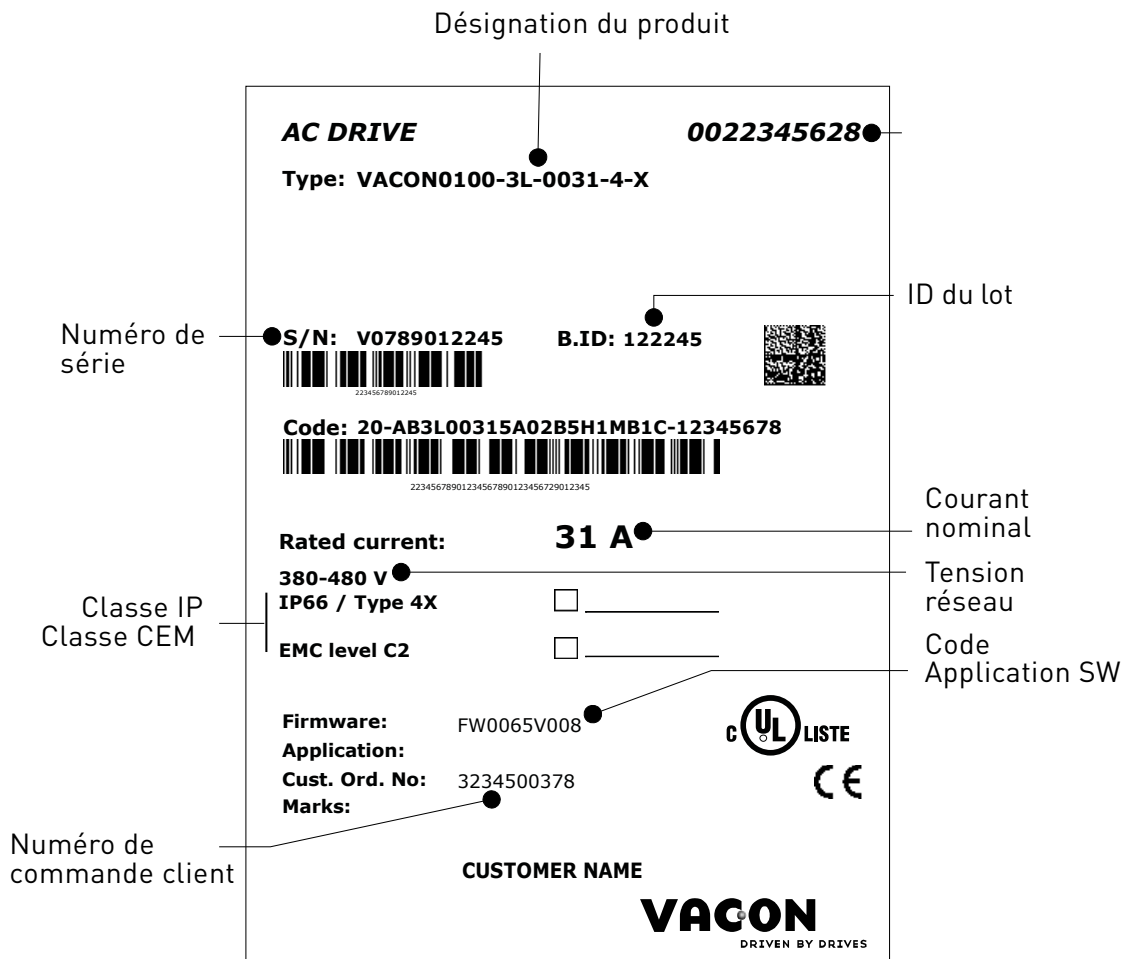 Désignation du produit
AC DRIVE 0022345628
Type: VACON0100-3L-0031-4-X
ID du lot
Numéro de
série
S/N: V0789012245 B.ID: 122245
223456789012245
Code: 20-AB3L00315A02B5H1MB1C-12345678
22345678901234567890123456729012345
Courant
nominal
Rated current: 31 A
380-480 V
Tension
réseau
IP66 / Type 4X
Classe IP
Classe CEM
EMC level C2
Code
Application SW
Firmware: FW0065V008
Application:
Cust. Ord. No: 3234500378
Marks:
C UL LISTE
CE
Numéro de
commande client
CUSTOMER NAME
VACON
DRIVEN BY DRIVES